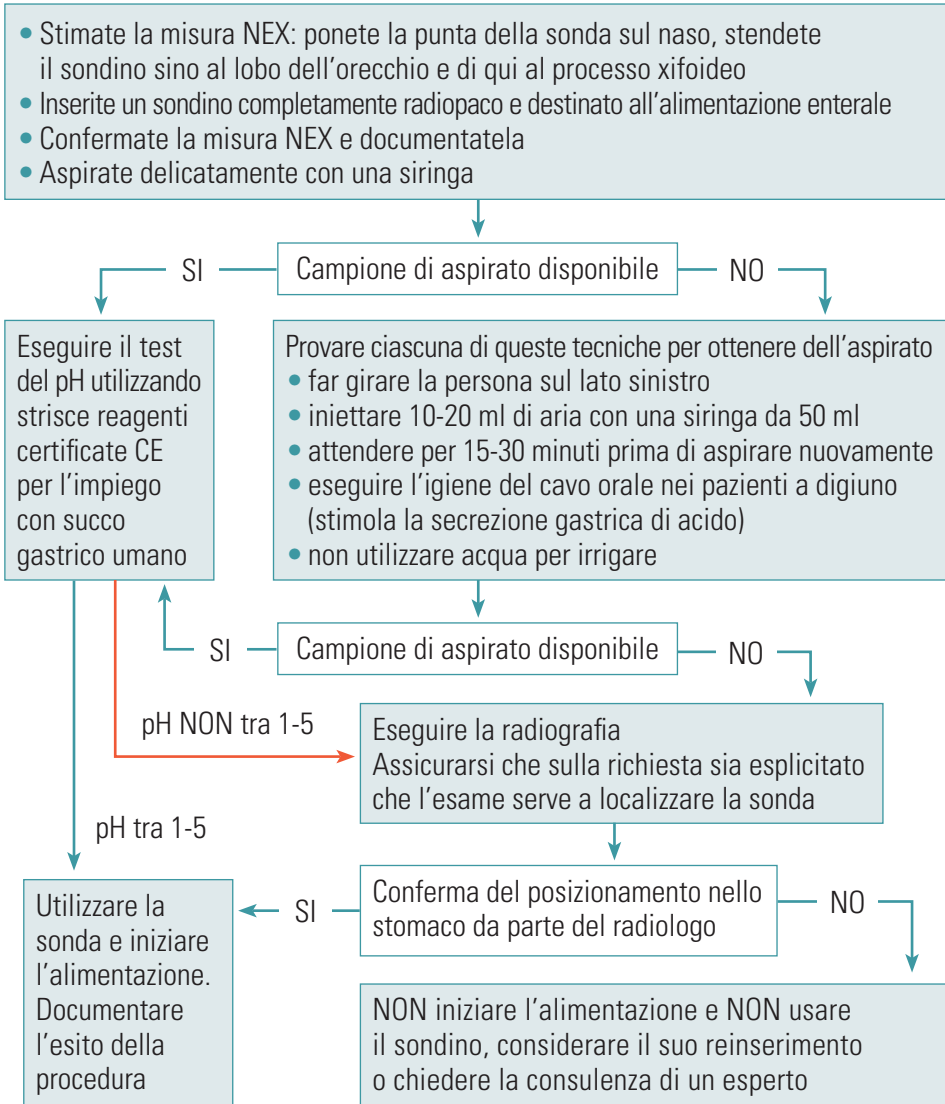 • Stimate la misura NEX: ponete la punta della sonda sul naso, stendete
il sondino sino al lobo dell'orecchio e di qui al processo xifoideo
• Inserite un sondino completamente radiopaco e destinato all'alimentazione enterale
• Confermate la misura NEX e documentatela
• Aspirate delicatamente con una siringa
SI
Campione di aspirato disponibile
NO
Eseguire il test
del pH utilizzando
strisce reagenti
certificate CE
per l'impiego
con succo
gastrico umano
Provare ciascuna di queste tecniche per ottenere dell'aspirato
• far girare la persona sul lato sinistro
• iniettare 10-20 ml di aria con una siringa da 50 ml
• attendere per 15-30 minuti prima di aspirare nuovamente
• eseguire l'igiene del cavo orale nei pazienti a digiuno
(stimola la secrezione gastrica di acido)
• non utilizzare acqua per irrigare
SI
Campione di aspirato disponibile
NO
pH NON tra 1-5
Eseguire la radiografia
Assicurarsi che sulla richiesta sia esplicitato
che l'esame serve a localizzare la sonda
pH tra 1-5
Utilizzare la
sonda e iniziare
l'alimentazione.
Documentare
l'esito della
procedura
SI
Conferma del posizionamento nello
stomaco da parte del radiologo
NO
NON iniziare l'alimentazione e NON usare
il sondino, considerare il suo reinserimento
o chiedere la consulenza di un esperto